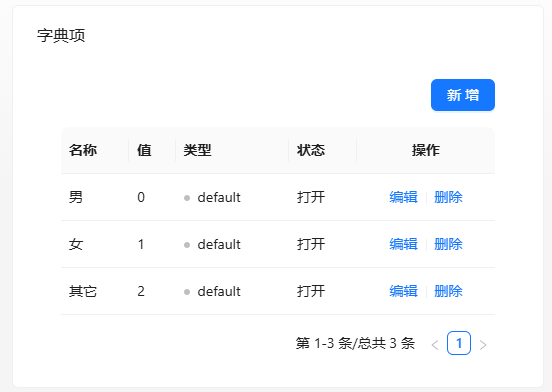 字典项
新 增
名称 值 类型 状态 操作
男 0 default 打开 编辑 删除
女 1 default 打开 编辑 删除
其它 2 default 打开 编辑 删除
第 1-3 条/总共 3 条 < 1 >